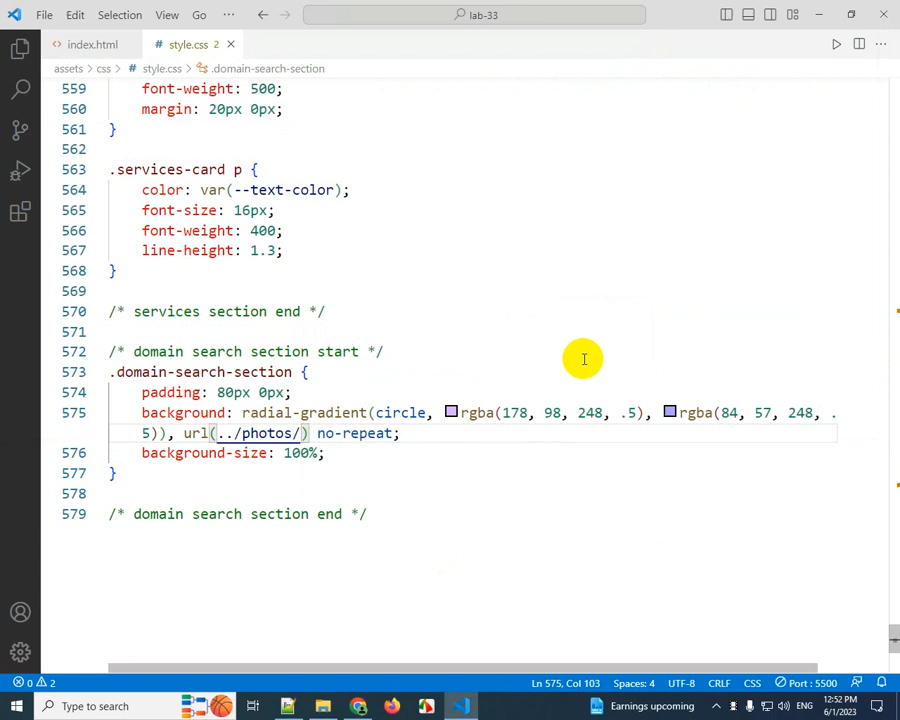 File Edit Selection View Go ··· lab-33
index.html style.css 2
assets > css > style.css > .domain-search-section
559 font-weight: 500;
560 margin: 20px 0px;
561 }
562
563 .services-card p {
564 color: var(--text-color);
565 font-size: 16px;
566 font-weight: 400;
567 line-height: 1.3;
568 }
569
570 /* services section end */
571
572 /* domain search section start */
573 .domain-search-section {
574 padding: 80px 0px;
575 background: radial-gradient(circle, rgba(178, 98, 248, .5), rgba(84, 57, 248, .
5)), url(../photos/) no-repeat;
576 background-size: 100%;
577 }
578
579 /* domain search section end */
0 2 Ln 575, Col 103 Spaces: 4 UTF-8 CRLF CSS Port : 5500
Type to search Earnings upcoming ENG 12:52 PM
6/1/2023